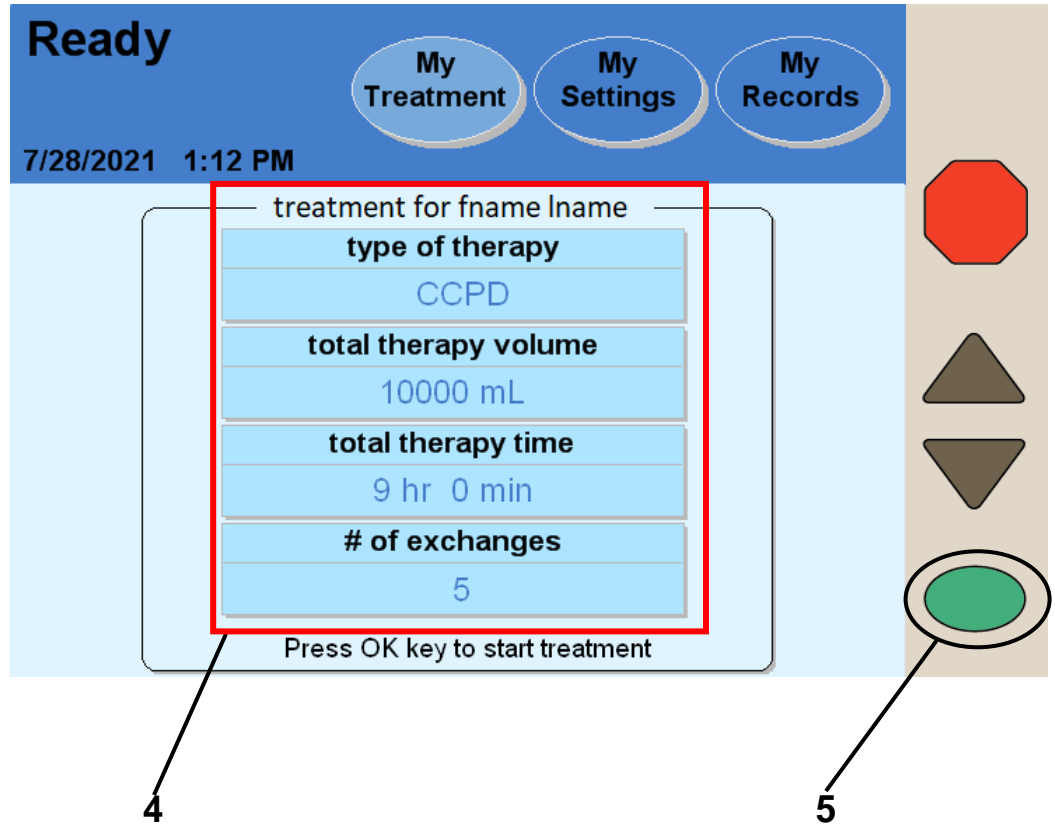 Ready
My
Treatment
My
Settings
My
Records
7/28/2021 1:12 PM
treatment for fname lname
type of therapy
CCPD
total therapy volume
10000 mL
total therapy time
9 hr 0 min
# of exchanges
5
Press OK key to start treatment
4
5